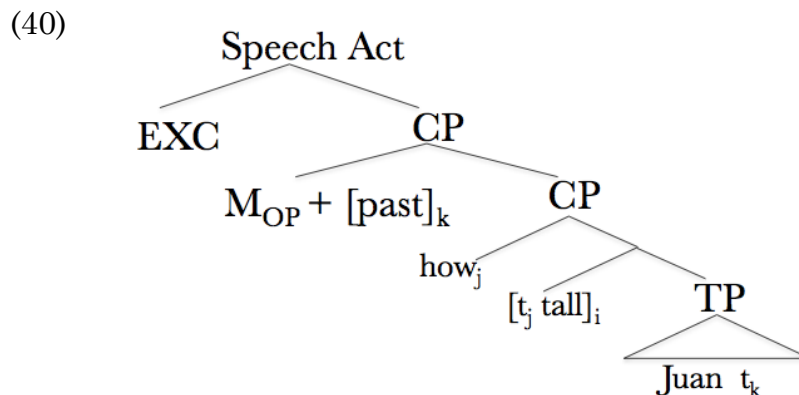 (40)
Speech Act
EXC CP
M_OP + [past]_k CP
how_j
[t_j tall]_i TP
Juan t_k